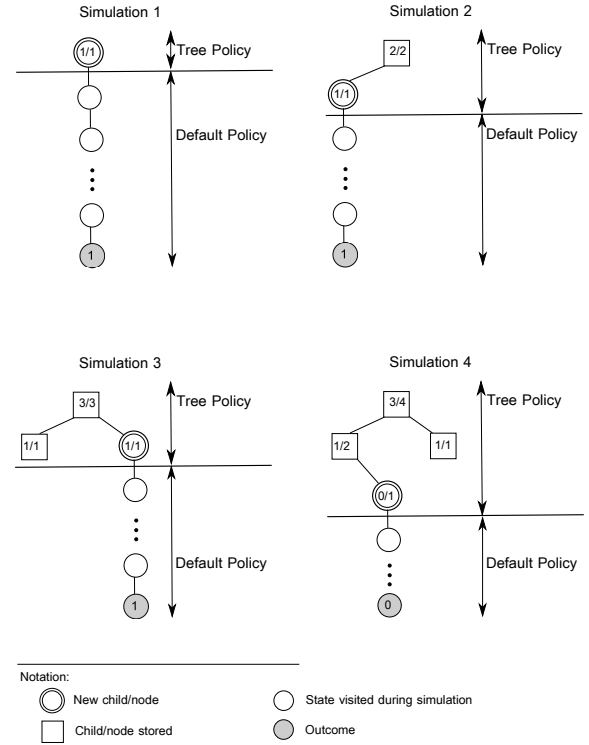 Simulation 1
1/1
Tree Policy
Default Policy
1
Simulation 2
2/2
Tree Policy
1/1
Default Policy
1
Simulation 3
3/3
Tree Policy
1/1
1/1
Default Policy
1
Simulation 4
3/4
Tree Policy
1/2
1/1
0/1
Default Policy
0
Notation:
New child/node
State visited during simulation
Child/node stored
Outcome